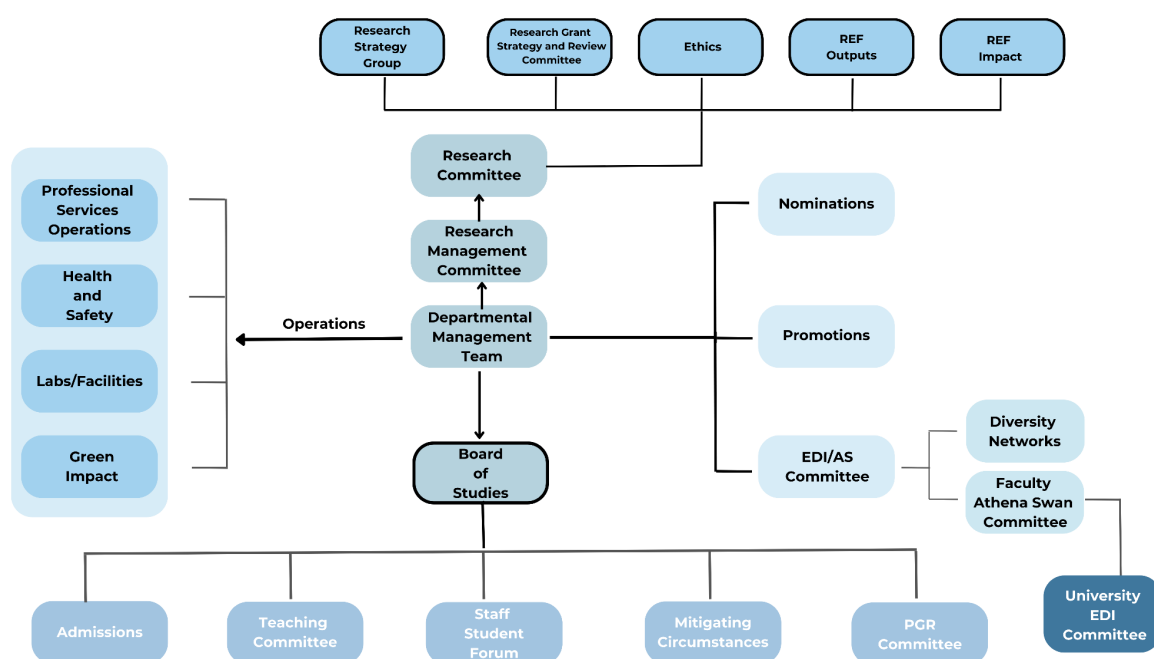 Research
Strategy
Group
Research Grant
Strategy and Review
Committee
Ethics
REF
Outputs
REF
Impact
Research
Committee
Professional
Services
Operations
Nominations
Research
Management
Committee
Health
and
Safety
Operations
Departmental
Management
Team
Promotions
Labs/Facilities
Green
Impact
Board
of
Studies
EDI/AS
Committee
Diversity
Networks
Faculty
Athena Swan
Committee
Admissions
Teaching
Committee
Staff
Student
Forum
Mitigating
Circumstances
PGR
Committee
University
EDI
Committee